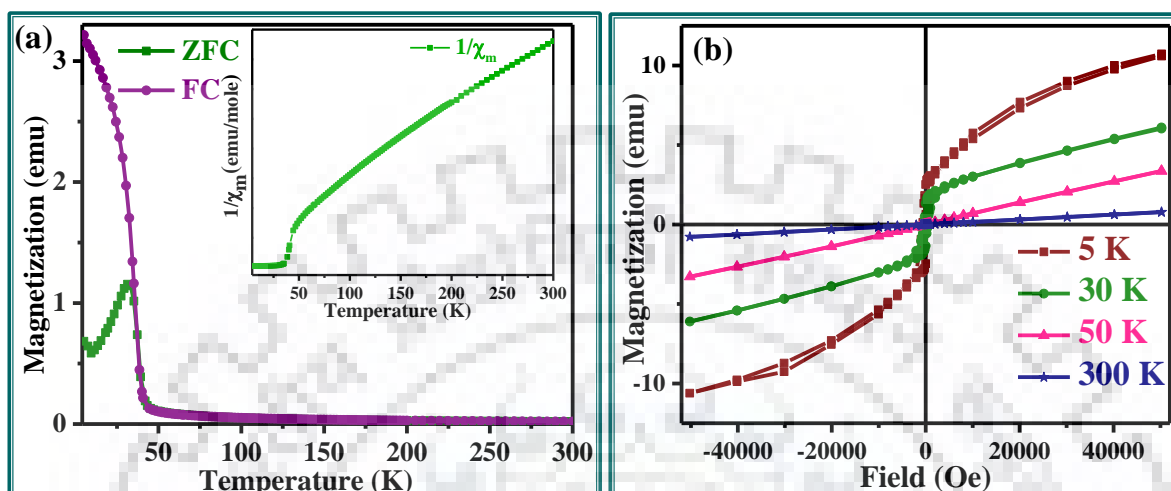 (a)
ZFC
FC
Magnetization (emu)
3
2
1
0
50
100
150
200
250
300
Temperature (K)
1/χm
1/χm(emu/mole)
50
100
150
200
250
300
Temperature (K)
(b)
Magnetization (emu)
10
0
-10
5 K
30 K
50 K
300 K
-40000
-20000
0
20000
40000
Field (Oe)